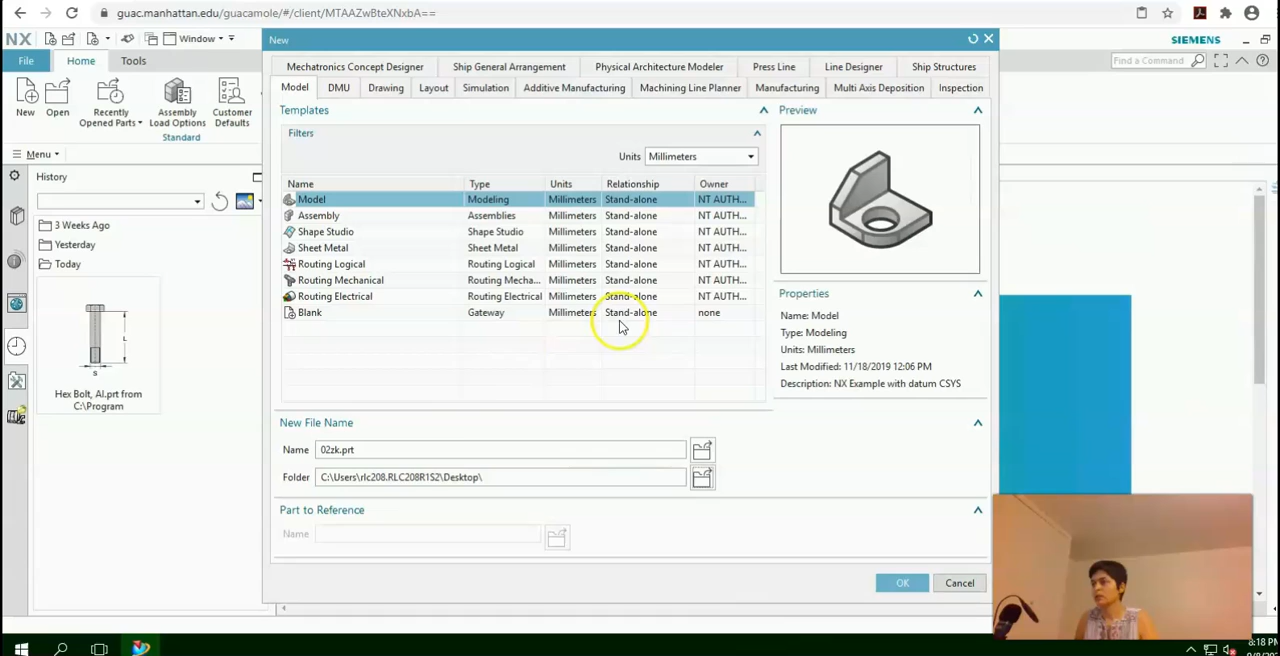 guac.manhattan.edu/guacamole/#/client/MTAAZwBteXNxbA==
NX Window SIEMENS
File Home Tools Find a Command
New Open Recently Opened Parts Assembly Load Options Customer Defaults
Standard
Menu
History
3 Weeks Ago
Yesterday
Today
L
S
Hex Bolt, Al.prt from
C:\Program
New
Mechatronics Concept Designer Ship General Arrangement Physical Architecture Modeler Press Line Line Designer Ship Structures
Model DMU Drawing Layout Simulation Additive Manufacturing Machining Line Planner Manufacturing Multi Axis Deposition Inspection
Templates
Filters
Units Millimeters
Name Type Units Relationship Owner
Model Modeling Millimeters Stand-alone NT AUTH...
Assembly Assemblies Millimeters Stand-alone NT AUTH...
Shape Studio Shape Studio Millimeters Stand-alone NT AUTH...
Sheet Metal Sheet Metal Millimeters Stand-alone NT AUTH...
Routing Logical Routing Logical Millimeters Stand-alone NT AUTH...
Routing Mechanical Routing Mecha... Millimeters Stand-alone NT AUTH...
Routing Electrical Routing Electrical Millimeters Stand-alone NT AUTH...
Blank Gateway Millimeters Stand-alone none
Preview
Properties
Name: Model
Type: Modeling
Units: Millimeters
Last Modified: 11/18/2019 12:06 PM
Description: NX Example with datum CSYS
New File Name
Name 02zk.prt
Folder C:\Users\rlc208.RLC208R1S2\Desktop\
Part to Reference
Name
OK Cancel
8:18 PM